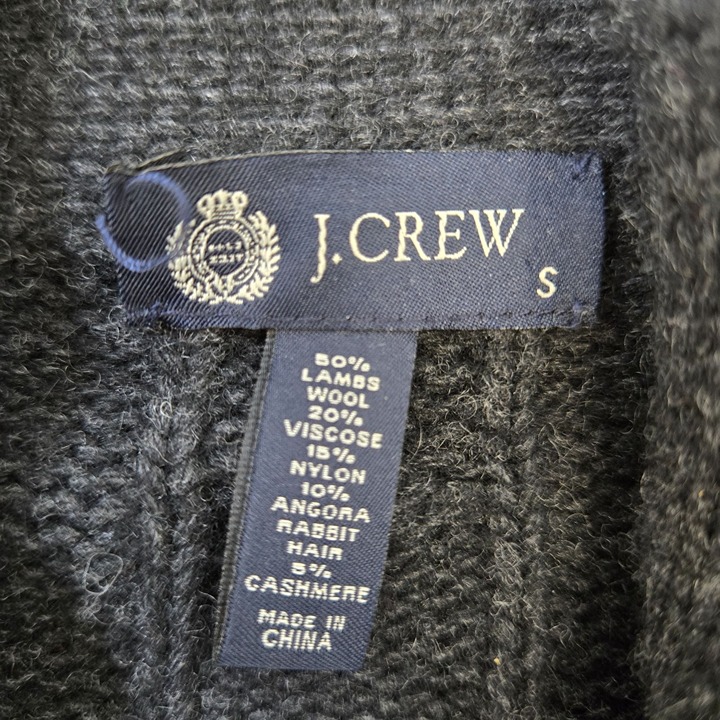 J.CREW
S
50%
LAMBS
WOOL
20%
VISCOSE
15%
NYLON
10%
ANGORA
RABBIT
HAIR
5%
CASHMERE
MADE IN
CHINA